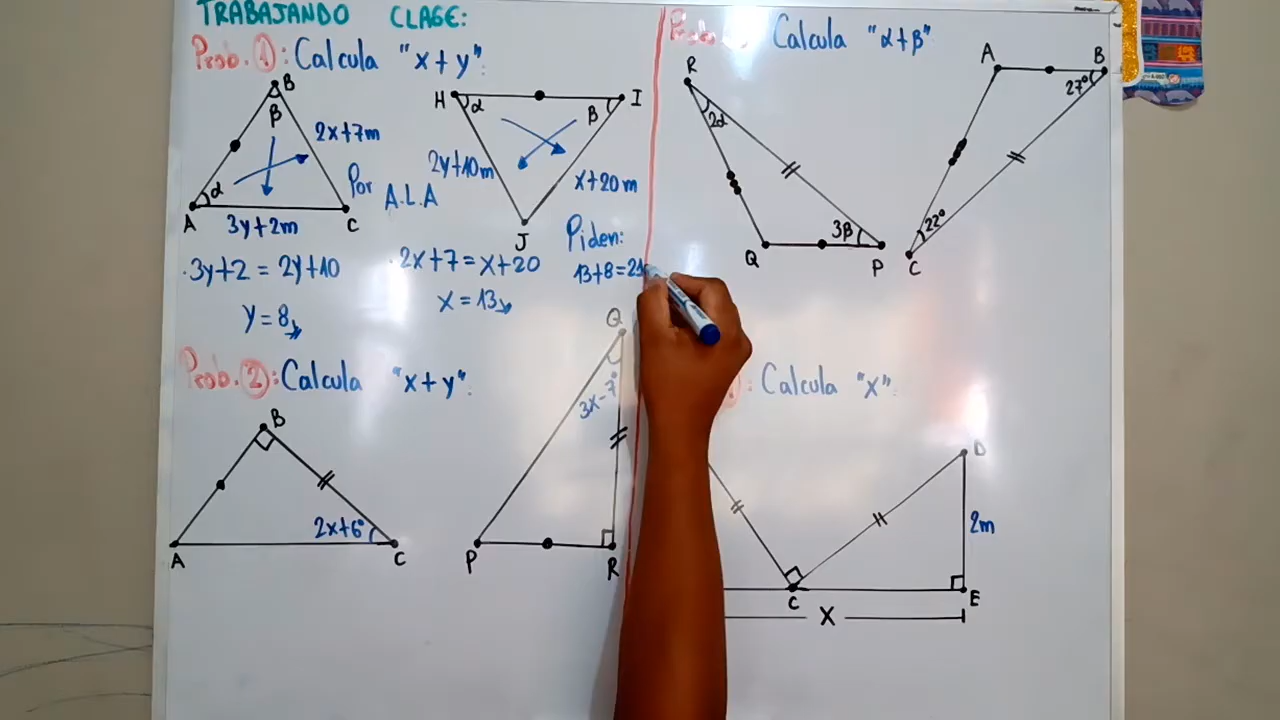 TRABAJANDO CLASE:
Prob. 1: Calcula "x+y".
B
β
2x+7m
α
A
3y+2m
C
Por A.L.A
H
α
β
I
2y+10m
x+20m
J
·3y+2 = 2y+10
y=8
·2x+7=x+20
x=13
Piden:
13+8=21
Prob. 2: Calcula "x+y".
B
2x+6°
A
C
Q
3x-7°
P
R
Calcula "α+β"
R
2α
3β
Q
P
A
B
27°
22°
C
: Calcula "x".
D
2m
C
E
X